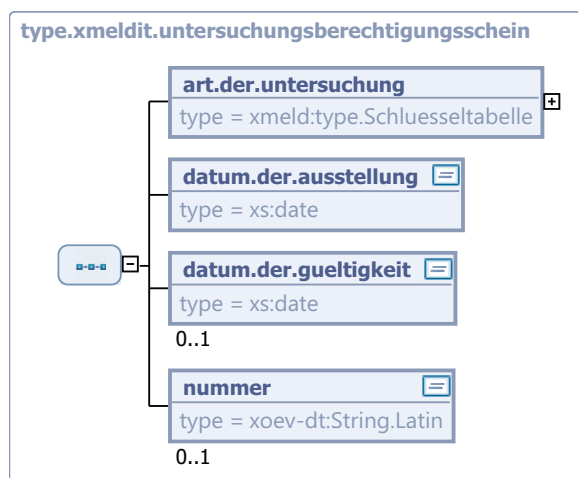 type.xmeldit.untersuchungsberechtigungsschein
art.der.untersuchung
type = xmeld:type.Schluesseltabelle
datum.der.ausstellung
type = xs:date
datum.der.gueltigkeit
type = xs:date
0..1
nummer
type = xoev-dt:String.Latin
0..1